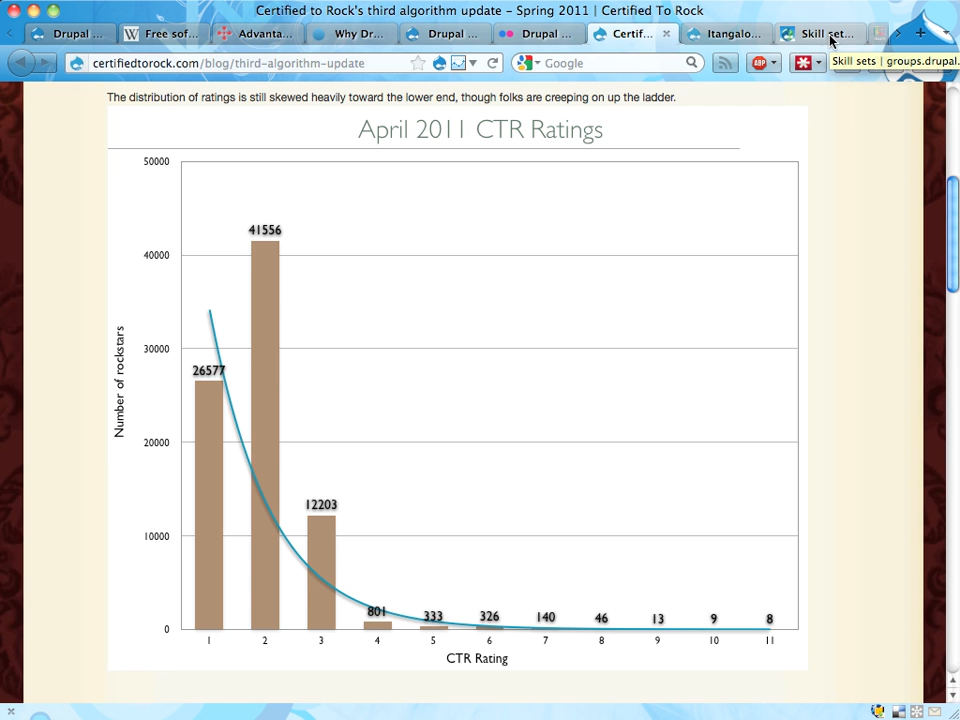 Certified to Rock's third algorithm update - Spring 2011 | Certified To Rock
Drupal ... Free sof... Advanta... Why Dr... Drupal ... Drupal ... Certif... Itangalo... Skill set...
certifiedtorock.com/blog/third-algorithm-update Google ABP Skill sets | groups.drupal.
The distribution of ratings is still skewed heavily toward the lower end, though folks are creeping on up the ladder.
April 2011 CTR Ratings
50000
41556
40000
30000
26577
Number of rockstars
20000
12203
10000
801 333 326 140 46 13 9 8
0
1 2 3 4 5 6 7 8 9 10 11
CTR Rating